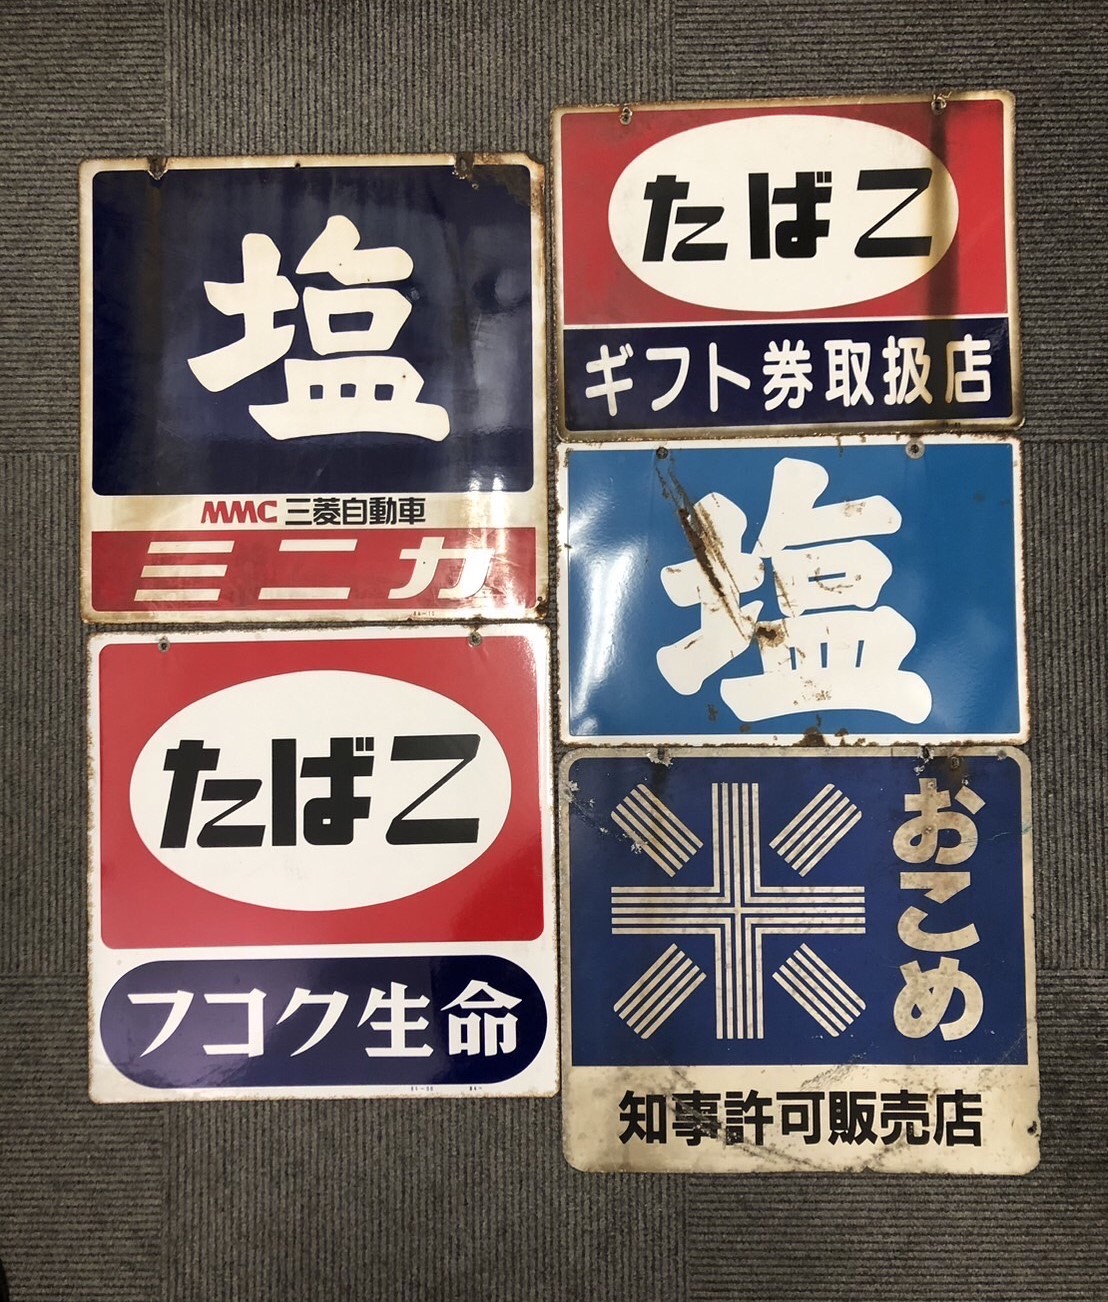 塩
MMC 三菱自動車
ミニカ
たばこ
フコク生命
たばこ
ギフト券取扱店
塩
おこめ
知事許可販売店